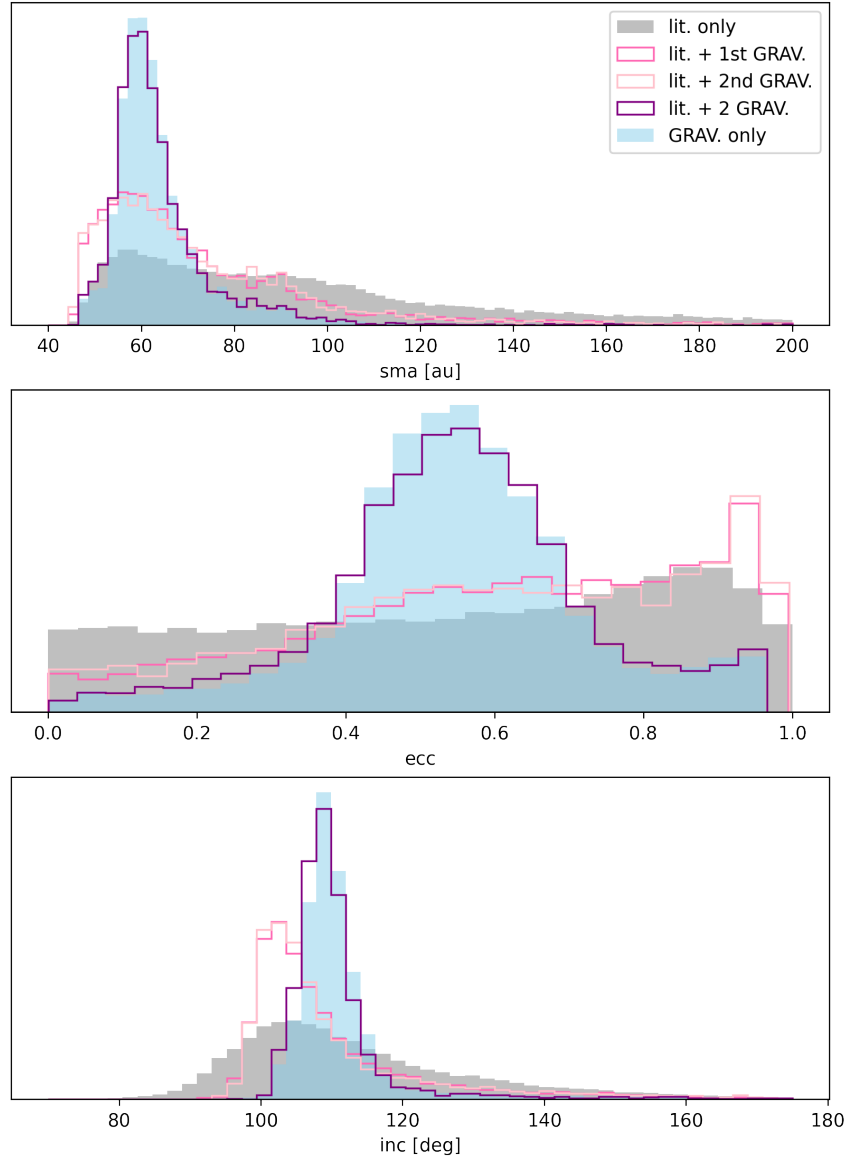 lit. only
lit. + 1st GRAV.
lit. + 2nd GRAV.
lit. + 2 GRAV.
GRAV. only
40 60 80 100 120 140 160 180 200
sma [au]
0.0 0.2 0.4 0.6 0.8 1.0
ecc
80 100 120 140 160 180
inc [deg]